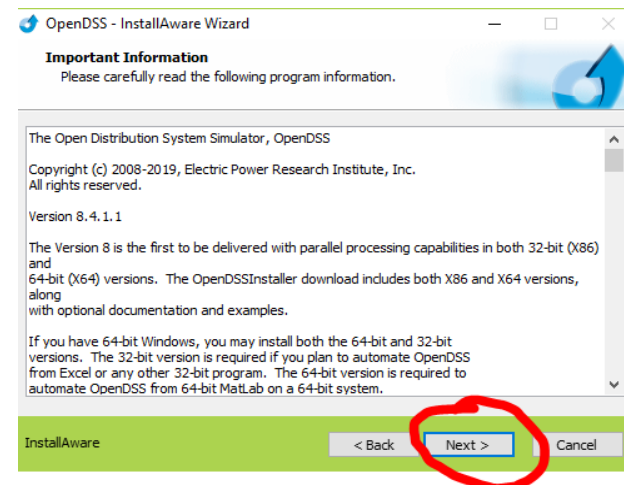 OpenDSS - InstallAware Wizard
Important Information
Please carefully read the following program information.
The Open Distribution System Simulator, OpenDSS
Copyright (c) 2008-2019, Electric Power Research Institute, Inc.
All rights reserved.
Version 8.4.1.1
The Version 8 is the first to be delivered with parallel processing capabilities in both 32-bit (X86)
and
64-bit (X64) versions. The OpenDSSInstaller download includes both X86 and X64 versions,
along
with optional documentation and examples.
If you have 64-bit Windows, you may install both the 64-bit and 32-bit
versions. The 32-bit version is required if you plan to automate OpenDSS
from Excel or any other 32-bit program. The 64-bit version is required to
automate OpenDSS from 64-bit MatLab on a 64-bit system.
InstallAware
< Back Next > Cancel